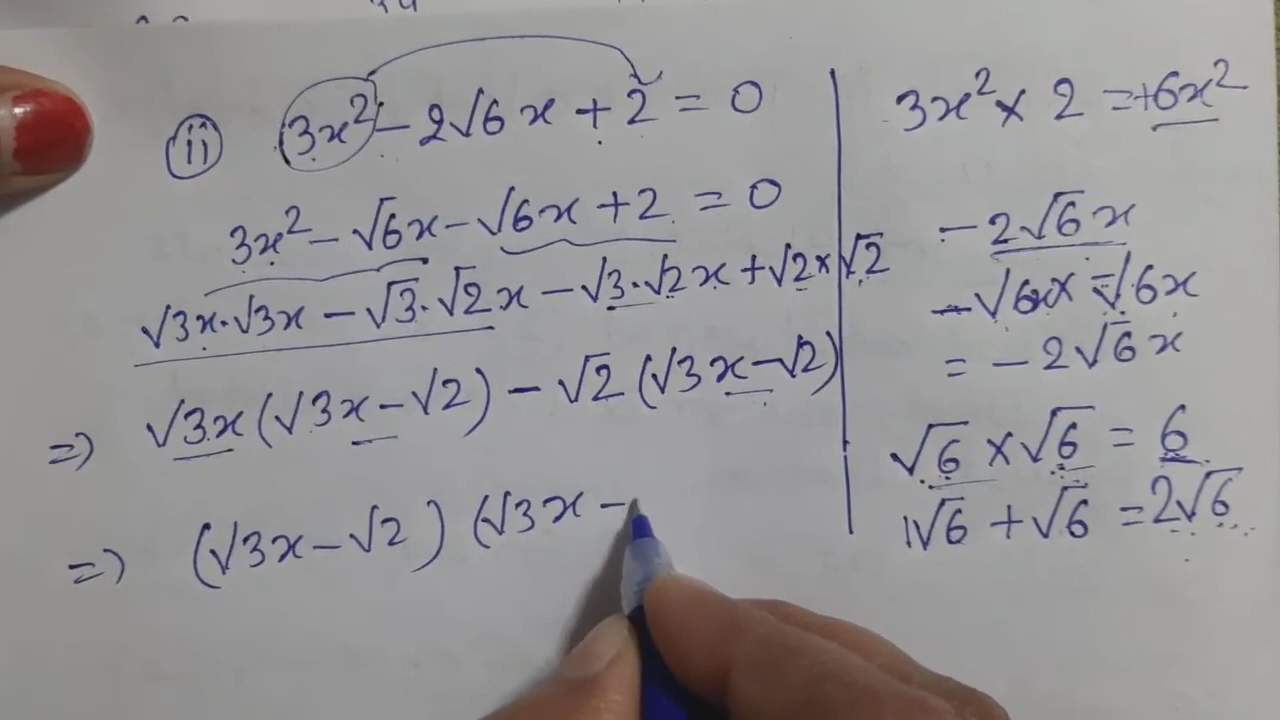 (ii) 3x² - 2√6x + 2 = 0
3x² - √6x - √6x + 2 = 0
√3x·√3x - √3·√2x - √3·√2x + √2×√2
=> √3x(√3x - √2) - √2(√3x - √2)
=> (√3x - √2)(√3x -
3x² × 2 = +6x²
-2√6x
-√6x × -√6x
= -2√6x
√6 × √6 = 6
1√6 + √6 = 2√6